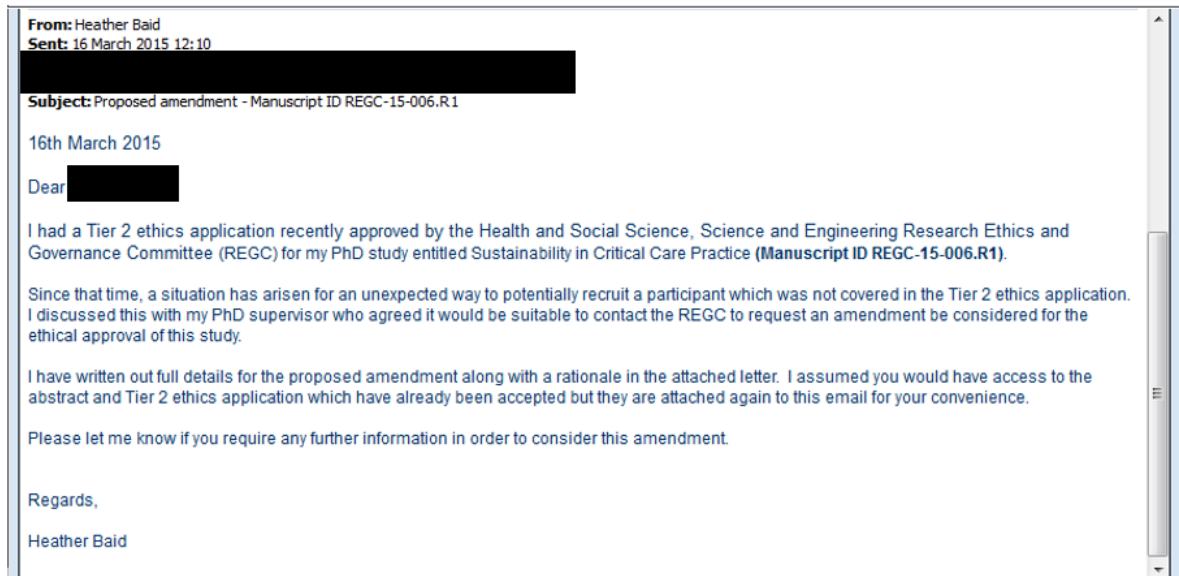 From: Heather Baid
Sent: 16 March 2015 12:10
Subject: Proposed amendment - Manuscript ID REGC-15-006.R1
16th March 2015
Dear
I had a Tier 2 ethics application recently approved by the Health and Social Science, Science and Engineering Research Ethics and
Governance Committee (REGC) for my PhD study entitled Sustainability in Critical Care Practice (Manuscript ID REGC-15-006.R1).
Since that time, a situation has arisen for an unexpected way to potentially recruit a participant which was not covered in the Tier 2 ethics application.
I discussed this with my PhD supervisor who agreed it would be suitable to contact the REGC to request an amendment be considered for the
ethical approval of this study.
I have written out full details for the proposed amendment along with a rationale in the attached letter.  I assumed you would have access to the
abstract and Tier 2 ethics application which have already been accepted but they are attached again to this email for your convenience.
Please let me know if you require any further information in order to consider this amendment.
Regards,
Heather Baid